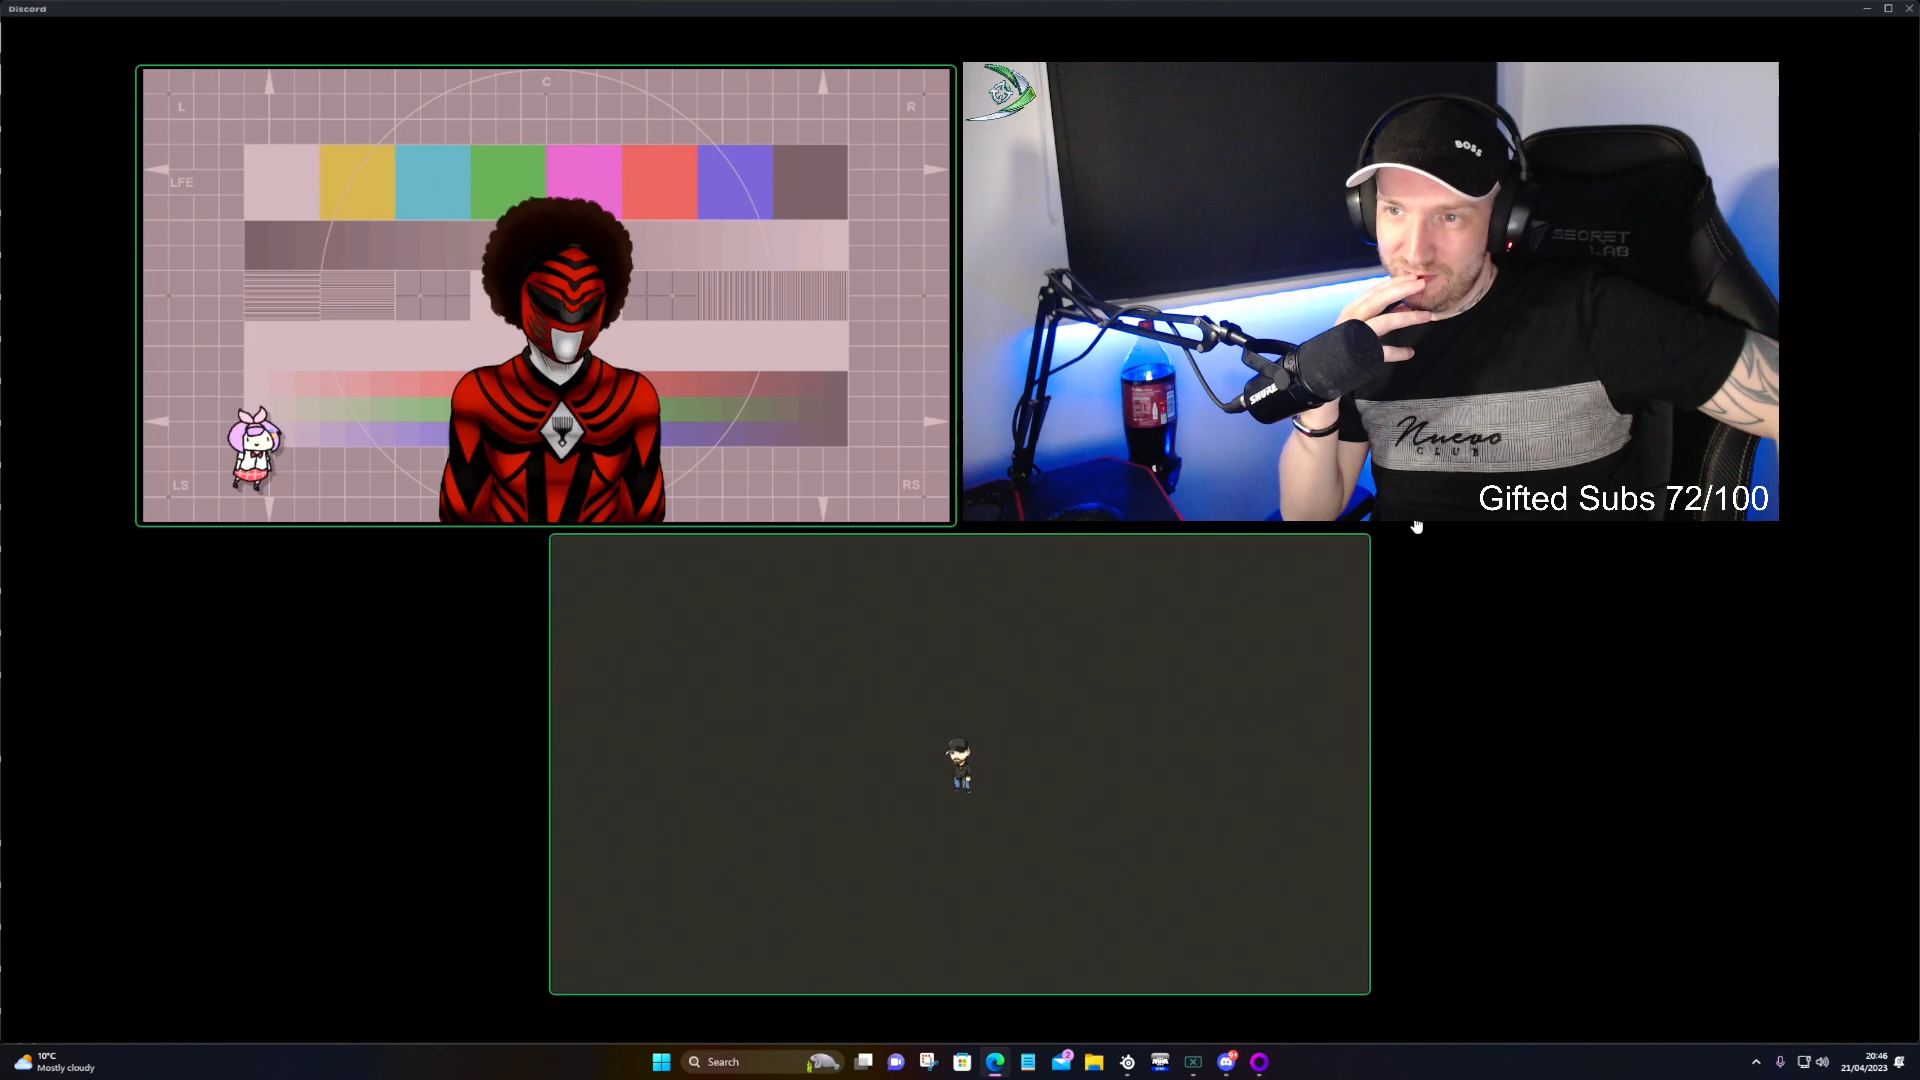 Discord
C
L
R
LFE
LS
RS
BOSS
SECRET
LAB
SHURE
Nuevo
CLUB
Gifted Subs 72/100
10°C
Mostly cloudy
Search
2
20:46
21/04/2023